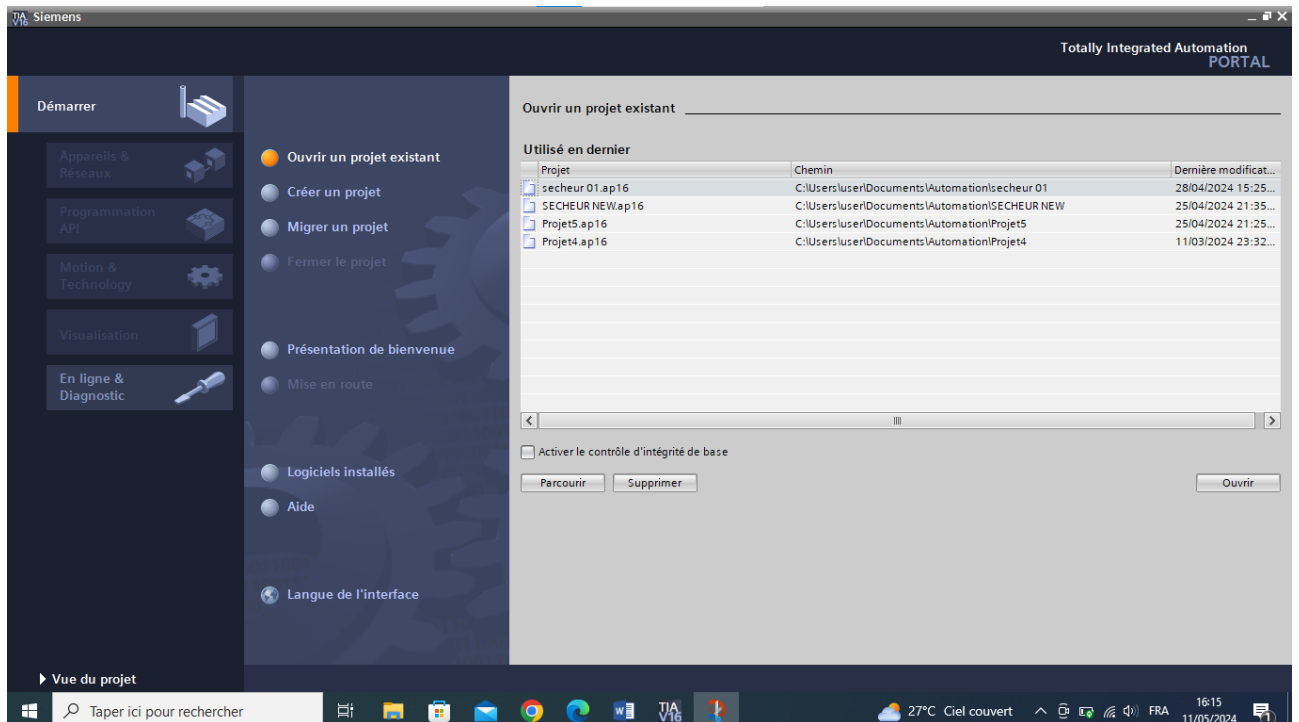 TIA V16 Siemens
Totally Integrated Automation
PORTAL
Démarrer
Appareils &
Réseaux
Programmation
API
Motion &
Technology
Visualisation
En ligne &
Diagnostic
Vue du projet
Ouvrir un projet existant
Créer un projet
Migrer un projet
Fermer le projet
Présentation de bienvenue
Mise en route
Logiciels installés
Aide
Langue de l'interface
Ouvrir un projet existant
Utilisé en dernier
Projet Chemin Dernière modificat...
secheur 01.ap16 C:\Users\user\Documents\Automation\secheur 01 28/04/2024 15:25...
SECHEUR NEW.ap16 C:\Users\user\Documents\Automation\SECHEUR NEW 25/04/2024 21:35...
Projet5.ap16 C:\Users\user\Documents\Automation\Projet5 25/04/2024 21:25...
Projet4.ap16 C:\Users\user\Documents\Automation\Projet4 11/03/2024 23:32...
Activer le contrôle d'intégrité de base
Parcourir Supprimer Ouvrir
Taper ici pour rechercher TIA V16 27°C Ciel couvert FRA 16:15
11/05/2024 1